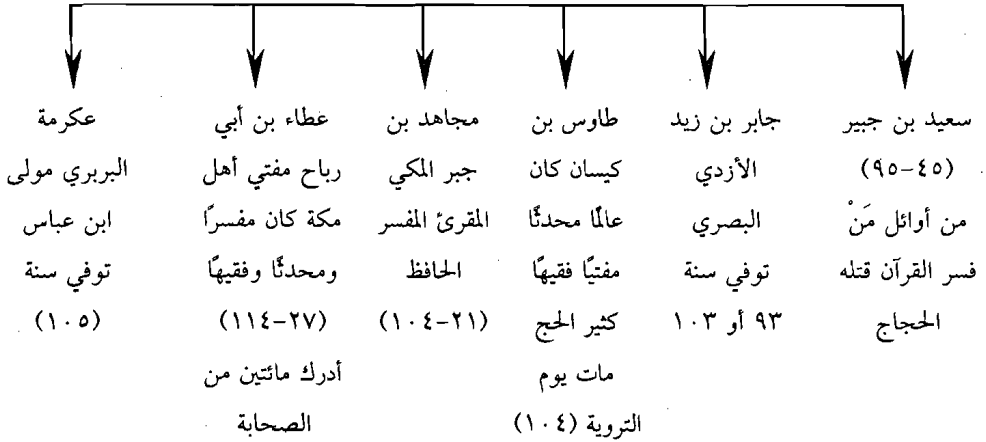 سعيد بن جبير
(٤٥-٩٥)
من أوائل مَنْ
فسر القرآن قتله
الحجاج
جابر بن زيد
الأزدي
البصري
توفي سنة
٩٣ أو ١٠٣
طاوس بن
كيسان كان
عالمًا محدثًا
مفتيًا فقيهًا
كثير الحج
مات يوم
التروية (١٠٤)
مجاهد بن
جبر المكي
المقرئ المفسر
الحافظ
(٢١-١٠٤)
عطاء بن أبي
رباح مفتي أهل
مكة كان مفسرًا
ومحدثًا وفقيهًا
(٢٧-١١٤)
أدرك مائتين من
الصحابة
عكرمة
البربري مولى
ابن عباس
توفي سنة
(١٠٥)